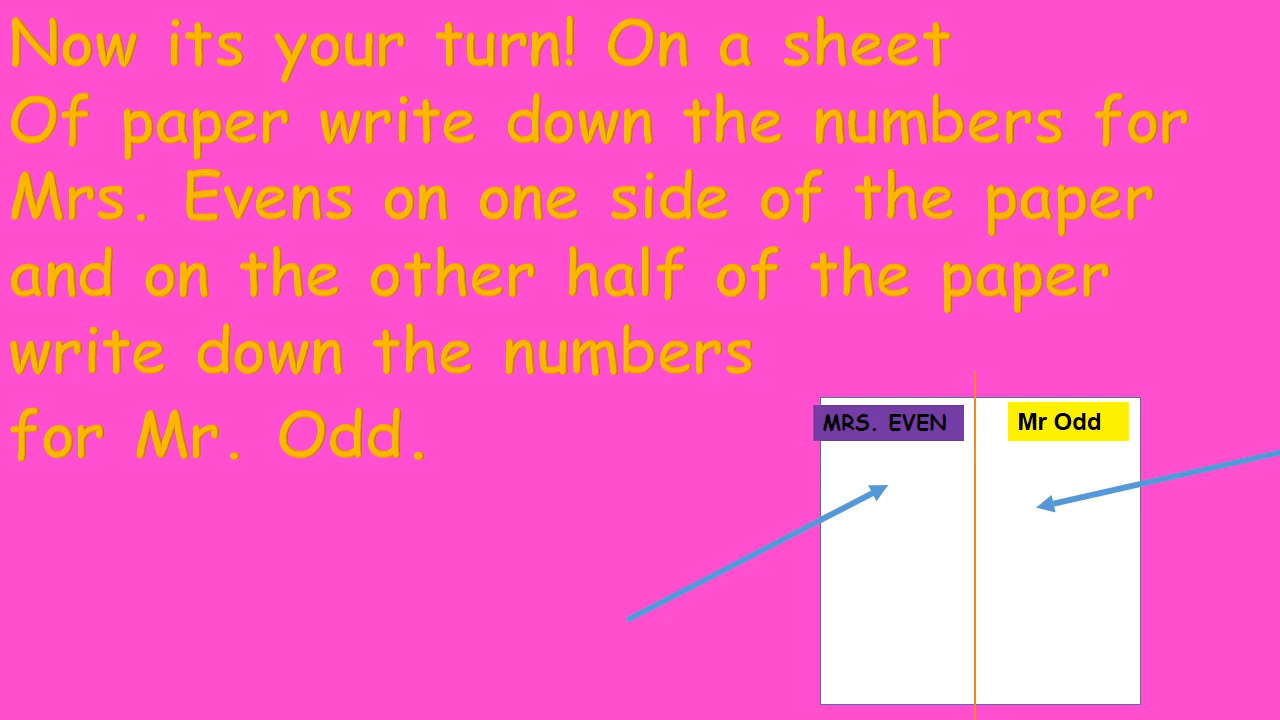 Now its your turn! On a sheet
Of paper write down the numbers for
Mrs. Evens on one side of the paper
and on the other half of the paper
write down the numbers
for Mr. Odd.
MRS. EVEN
Mr Odd